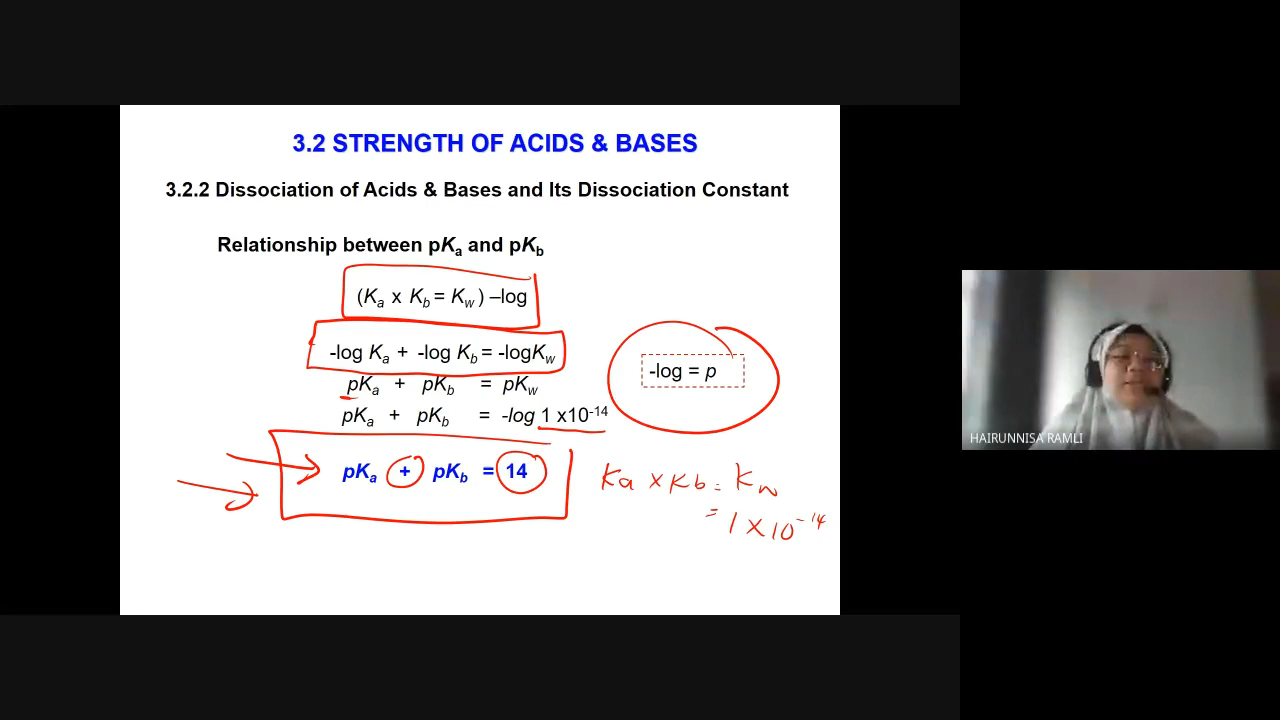 3.2 STRENGTH OF ACIDS & BASES
3.2.2 Dissociation of Acids & Bases and Its Dissociation Constant
Relationship between pKa and pKb
(Ka x Kb = Kw ) –log
-log Ka + -log Kb = -logKw
-log = p
pKa + pKb = pKw
pKa + pKb = -log 1 x10-14
pKa + pKb = 14
Ka x Kb = Kw
= 1 x 10-14
HAIRUNNISA RAMLI